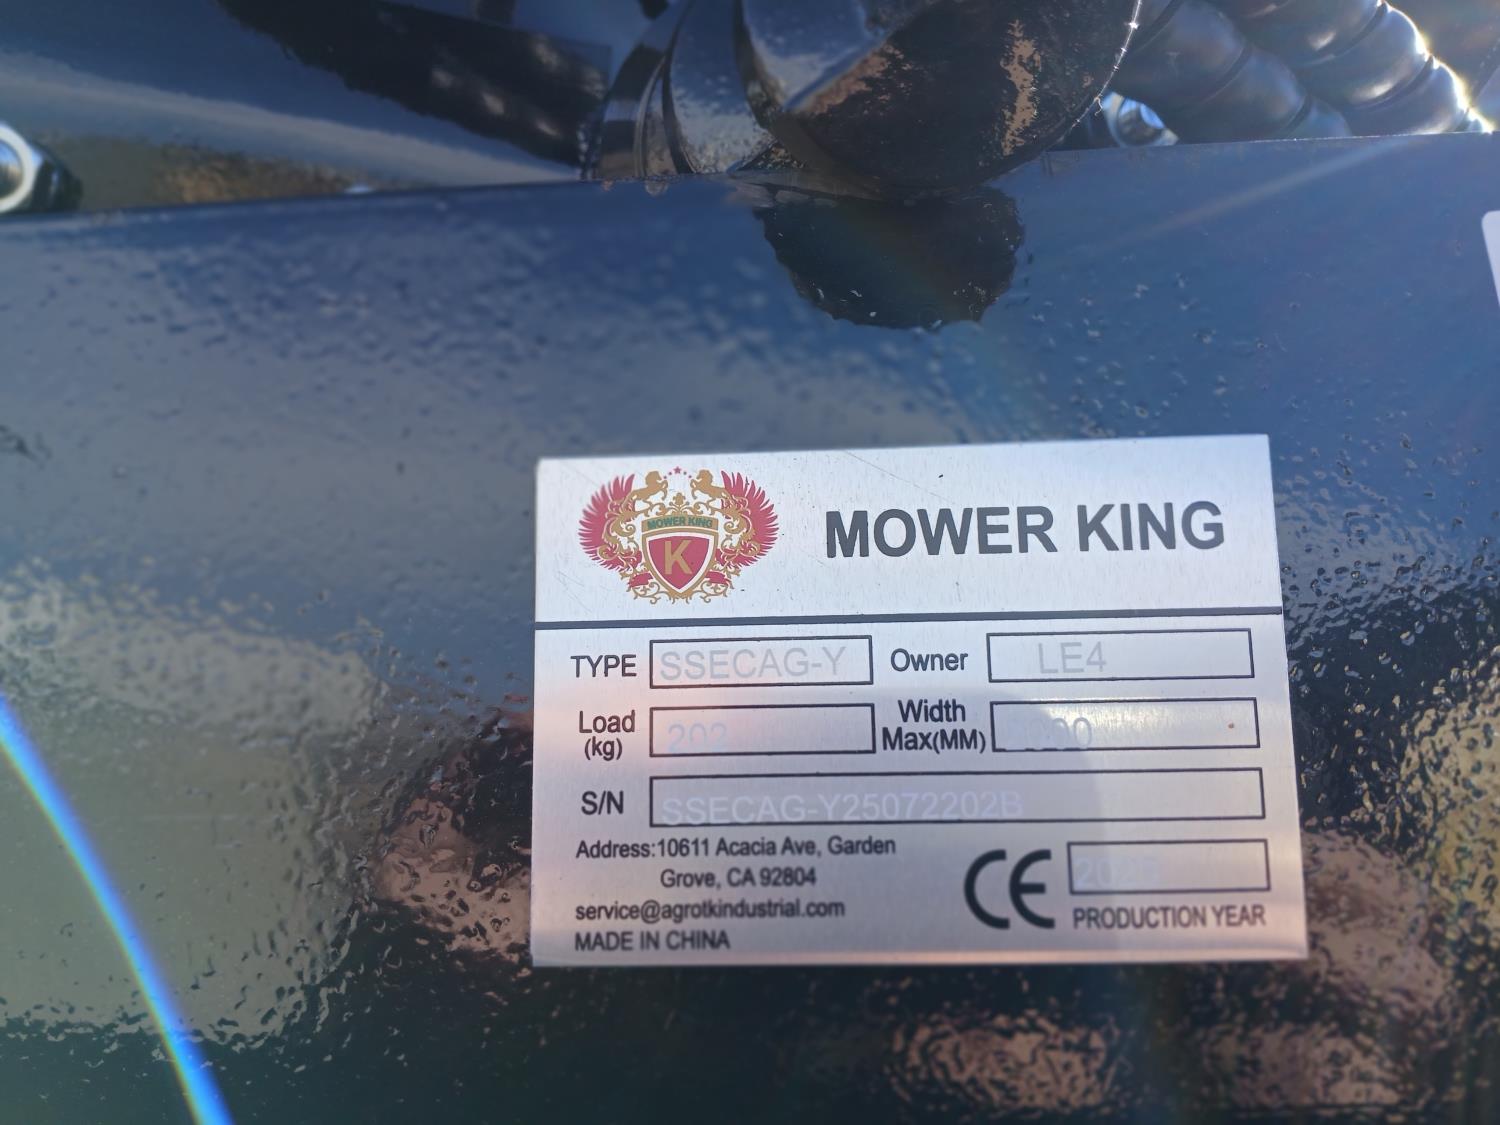 MOWER KING
K
MOWER KING
TYPE SSECAG-Y Owner LE4
Load (kg) 202 Width Max(MM)
S/N SSECAG-Y25072202B
Address:10611 Acacia Ave, Garden
Grove, CA 92804
service@agrotkindustrial.com
MADE IN CHINA
CE
PRODUCTION YEAR